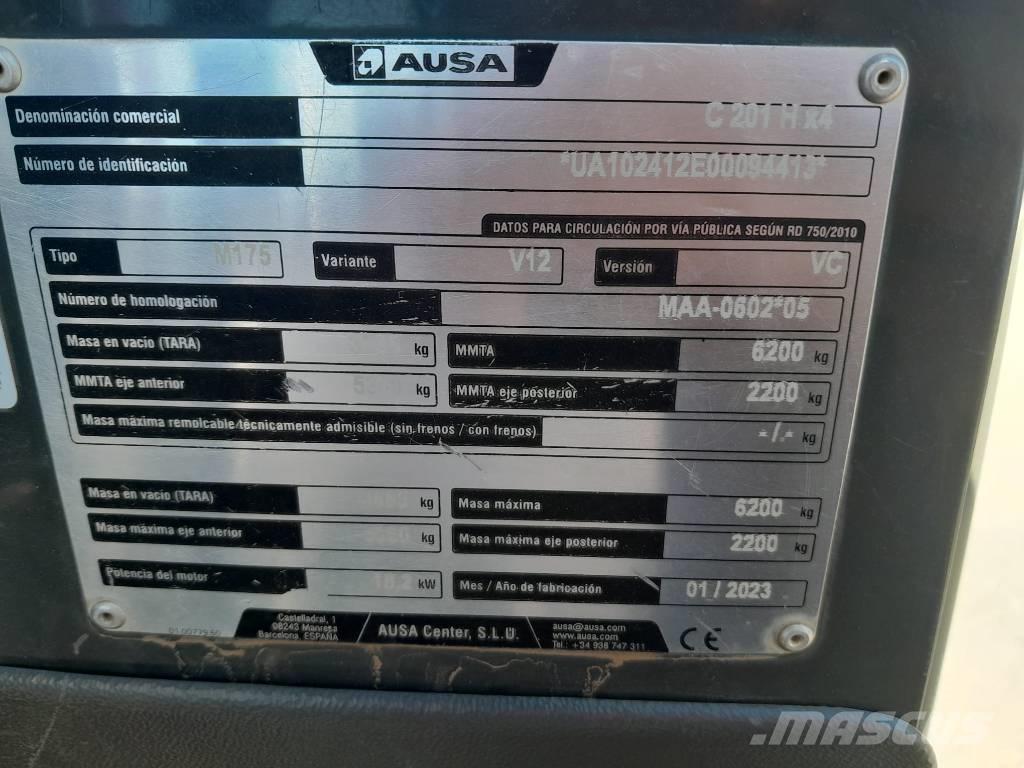 AUSA
Denominación comercial C 201 H x4
Número de identificación *UA102412E00094413*
DATOS PARA CIRCULACIÓN POR VÍA PÚBLICA SEGÚN RD 750/2010
Tipo M175 Variante V12 Versión VC
Número de homologación MAA-0602*05
Masa en vacío (TARA) kg MMTA 6200 kg
MMTA eje anterior kg MMTA eje posterior 2200 kg
Masa máxima remolcable técnicamente admisible (sin frenos / con frenos) */.* kg
Masa en vacío (TARA) kg Masa máxima 6200 kg
Masa máxima eje anterior kg Masa máxima eje posterior 2200 kg
Potencia del motor kW Mes / Año de fabricación 01 / 2023
Castelladral, 1
08243 Manresa
Barcelona. ESPAÑA
AUSA Center, S.L.U.
ausa@ausa.com
www.ausa.com
Tel.: +34 938 747 311
CE
MASCUS